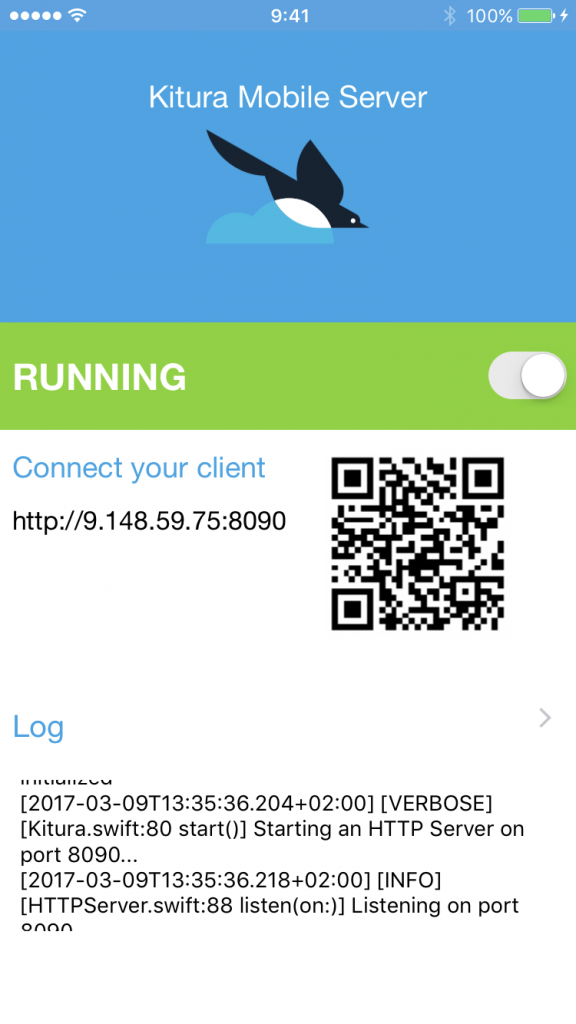 9:41
100%
Kitura Mobile Server
RUNNING
Connect your client
http://9.148.59.75:8090
Log
initialized
[2017-03-09T13:35:36.204+02:00] [VERBOSE]
[Kitura.swift:80 start()] Starting an HTTP Server on
port 8090...
[2017-03-09T13:35:36.218+02:00] [INFO]
[HTTPServer.swift:88 listen(on:)] Listening on port
8090